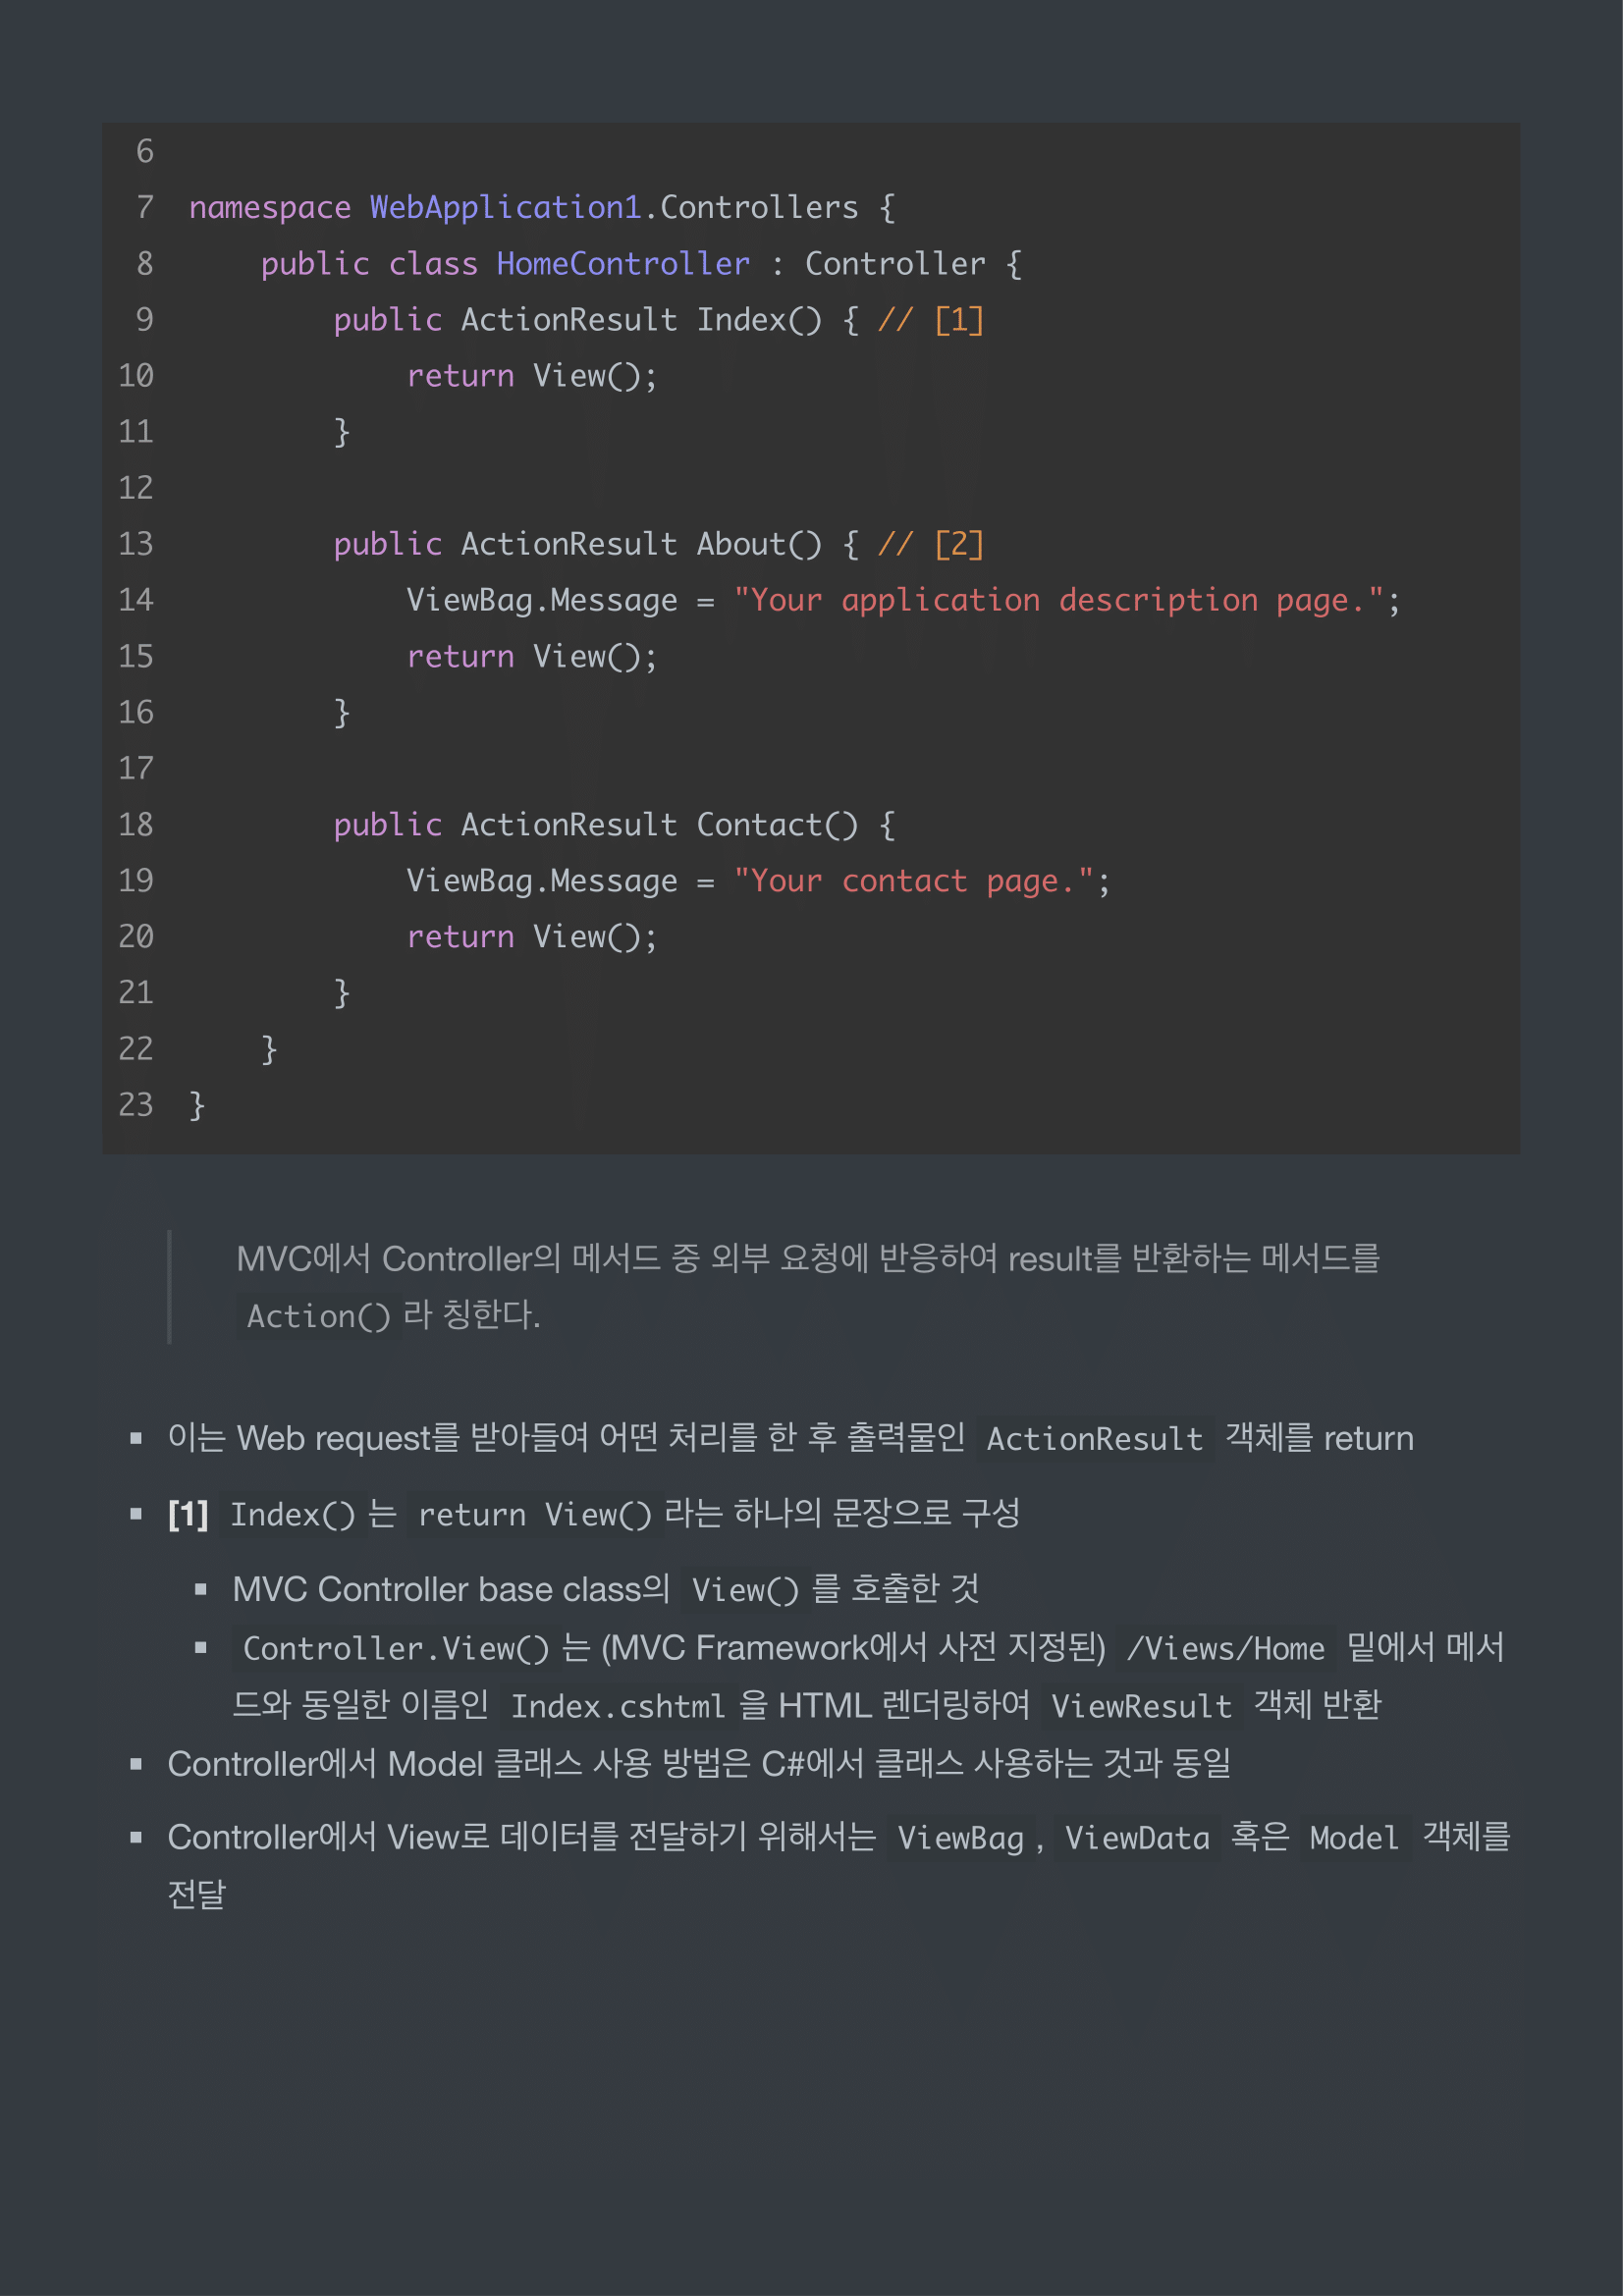 6
7 namespace WebApplication1.Controllers {
8     public class HomeController : Controller {
9         public ActionResult Index() { // [1]
10             return View();
11         }
12
13         public ActionResult About() { // [2]
14             ViewBag.Message = "Your application description page.";
15             return View();
16         }
17
18         public ActionResult Contact() {
19             ViewBag.Message = "Your contact page.";
20             return View();
21         }
22     }
23 }
MVC에서 Controller의 메서드 중 외부 요청에 반응하여 result를 반환하는 메서드를
Action() 라 칭한다.
▪ 이는 Web request를 받아들여 어떤 처리를 한 후 출력물인 ActionResult 객체를 return
▪ [1] Index() 는 return View() 라는 하나의 문장으로 구성
▪ MVC Controller base class의 View() 를 호출한 것
▪ Controller.View() 는 (MVC Framework에서 사전 지정된) /Views/Home 밑에서 메서
드와 동일한 이름인 Index.cshtml 을 HTML 렌더링하여 ViewResult 객체 반환
▪ Controller에서 Model 클래스 사용 방법은 C#에서 클래스 사용하는 것과 동일
▪ Controller에서 View로 데이터를 전달하기 위해서는 ViewBag , ViewData 혹은 Model 객체를
전달